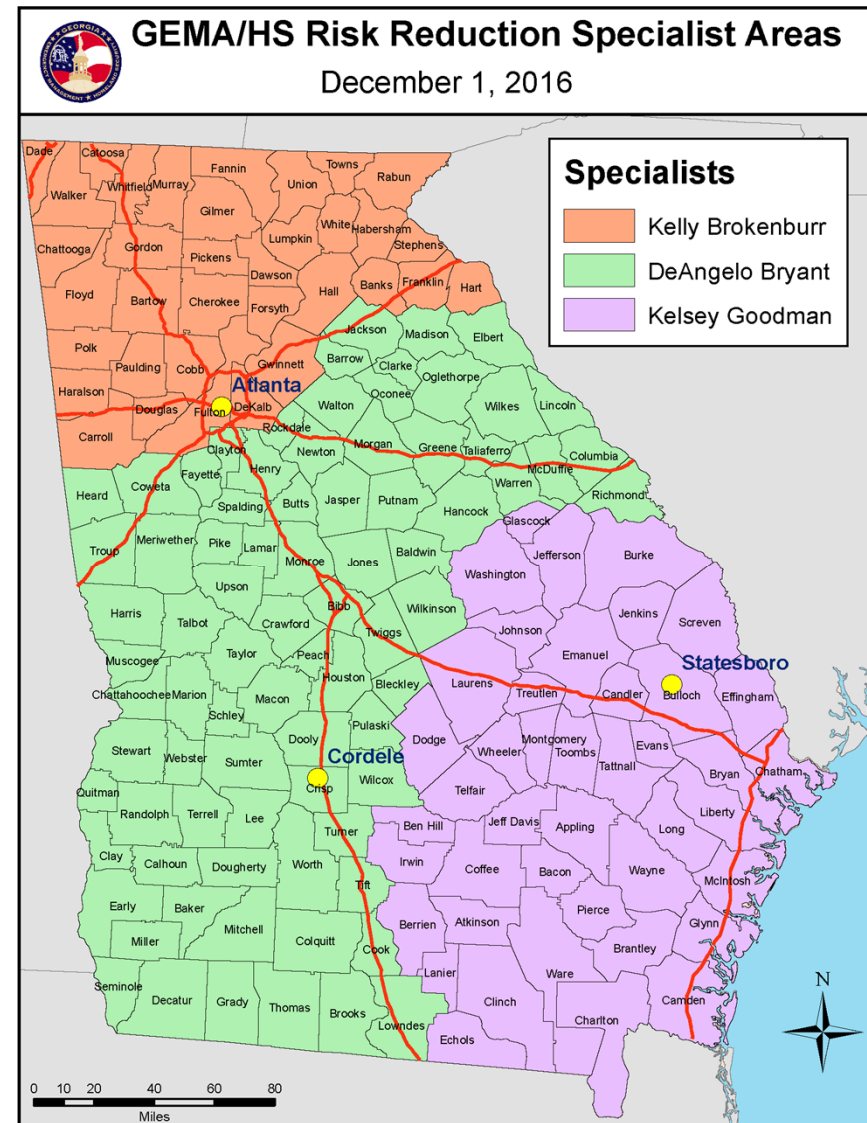 GEMA/HS Risk Reduction Specialist Areas
December 1, 2016
Specialists
Kelly Brokenburr
DeAngelo Bryant
Kelsey Goodman
Dade
Catoosa
Fannin
Towns
Rabun
Walker
Whitfield
Murray
Union
Gilmer
White
Habersham
Lumpkin
Stephens
Chattooga
Gordon
Pickens
Dawson
Banks
Franklin
Hart
Hall
Floyd
Bartow
Cherokee
Forsyth
Jackson
Madison
Elbert
Polk
Barrow
Clarke
Paulding
Cobb
Gwinnett
Oglethorpe
Haralson
Atlanta
Oconee
Douglas
Fulton
DeKalb
Walton
Wilkes
Lincoln
Carroll
Rockdale
Clayton
Newton
Morgan
Greene
Taliaferro
Columbia
McDuffie
Fayette
Henry
Heard
Coweta
Warren
Richmond
Spalding
Butts
Jasper
Putnam
Hancock
Glascock
Troup
Meriwether
Pike
Lamar
Monroe
Jones
Baldwin
Jefferson
Burke
Washington
Upson
Bibb
Wilkinson
Jenkins
Harris
Talbot
Crawford
Twiggs
Johnson
Screven
Taylor
Peach
Emanuel
Muscogee
Houston
Statesboro
Chattahoochee
Marion
Macon
Bleckley
Laurens
Treutlen
Candler
Bulloch
Effingham
Schley
Pulaski
Stewart
Webster
Dooly
Dodge
Montgomery
Evans
Sumter
Cordele
Wheeler
Toombs
Tattnall
Bryan
Chatham
Quitman
Crisp
Wilcox
Telfair
Randolph
Terrell
Lee
Liberty
Turner
Ben Hill
Jeff Davis
Appling
Long
Clay
Calhoun
Dougherty
Worth
Irwin
Coffee
Bacon
Wayne
McIntosh
Tift
Early
Baker
Mitchell
Berrien
Atkinson
Pierce
Glynn
Miller
Colquitt
Cook
Brantley
Lanier
Ware
Seminole
Decatur
Grady
Thomas
Brooks
Lowndes
Clinch
Charlton
Camden
Echols
N
0 10 20 40 60 80
Miles